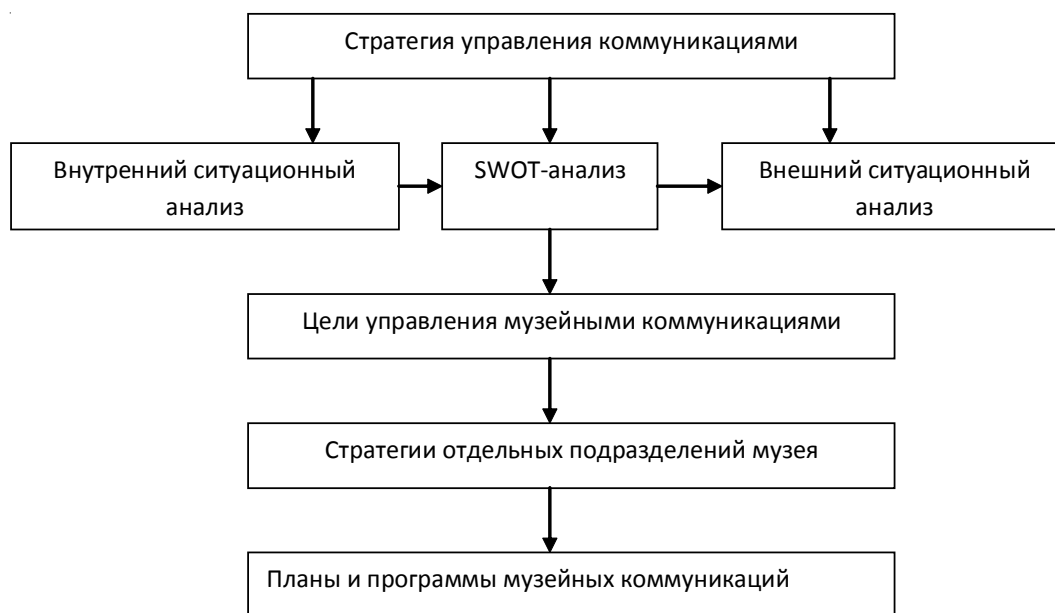 Стратегия управления коммуникациями
Внутренний ситуационный
анализ
SWOT-анализ
Внешний ситуационный
анализ
Цели управления музейными коммуникациями
Стратегии отдельных подразделений музея
Планы и программы музейных коммуникаций